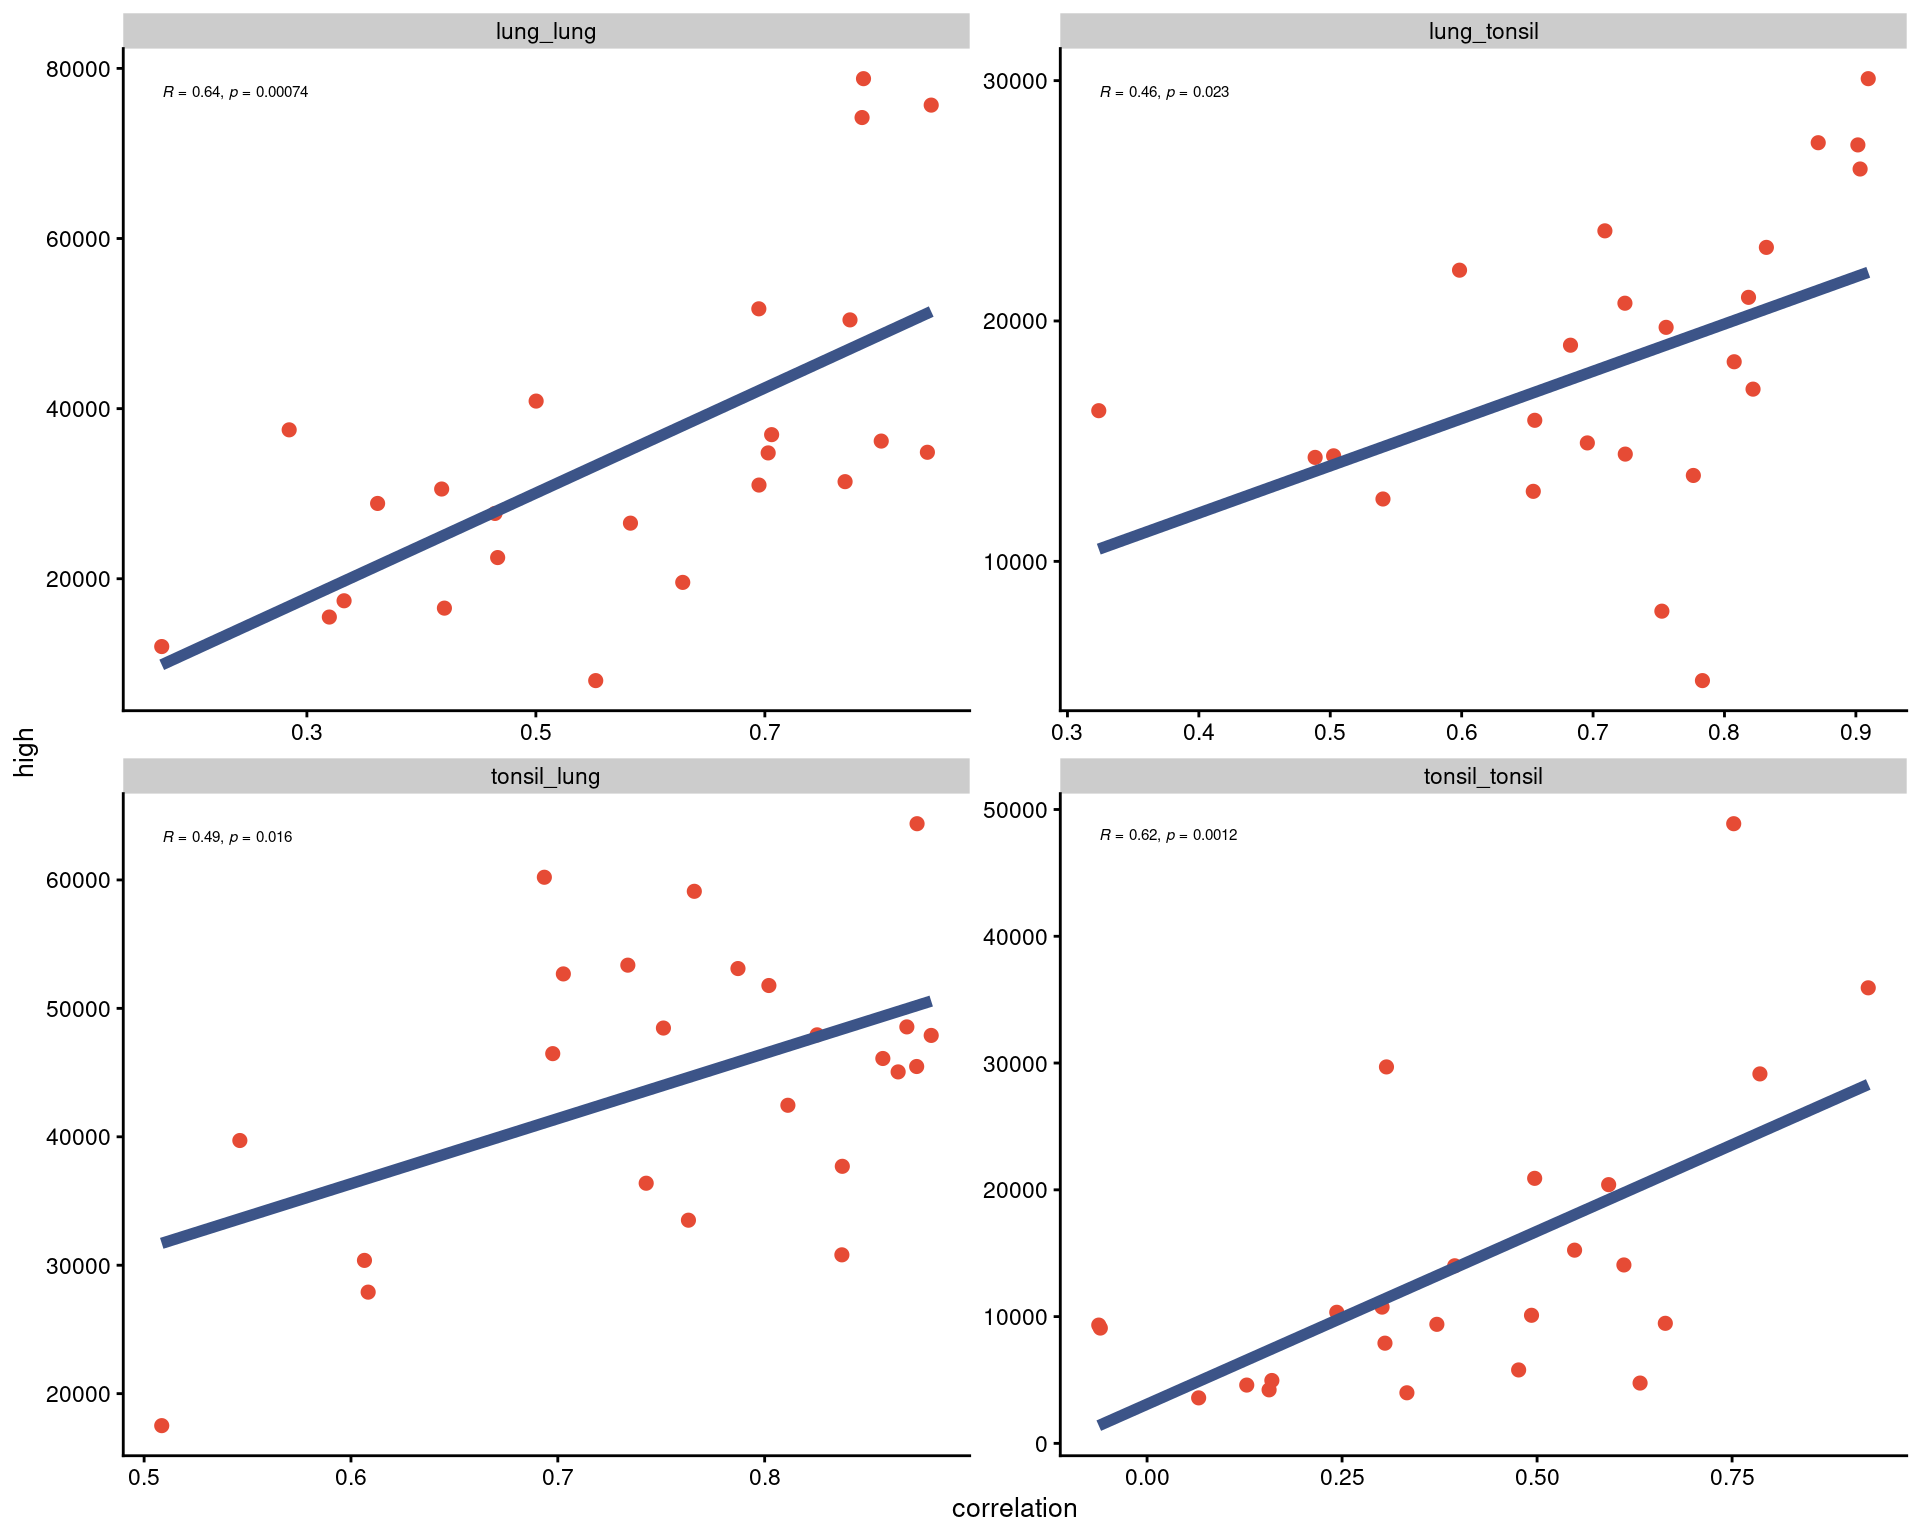 lung_lung
R = 0.64, p = 0.00074
80000
60000
40000
20000
0.3 0.5 0.7
lung_tonsil
R = 0.46, p = 0.023
30000
20000
10000
0.3 0.4 0.5 0.6 0.7 0.8 0.9
high
tonsil_lung
R = 0.49, p = 0.016
60000
50000
40000
30000
20000
0.5 0.6 0.7 0.8
tonsil_tonsil
R = 0.62, p = 0.0012
50000
40000
30000
20000
10000
0
0.00 0.25 0.50 0.75
correlation